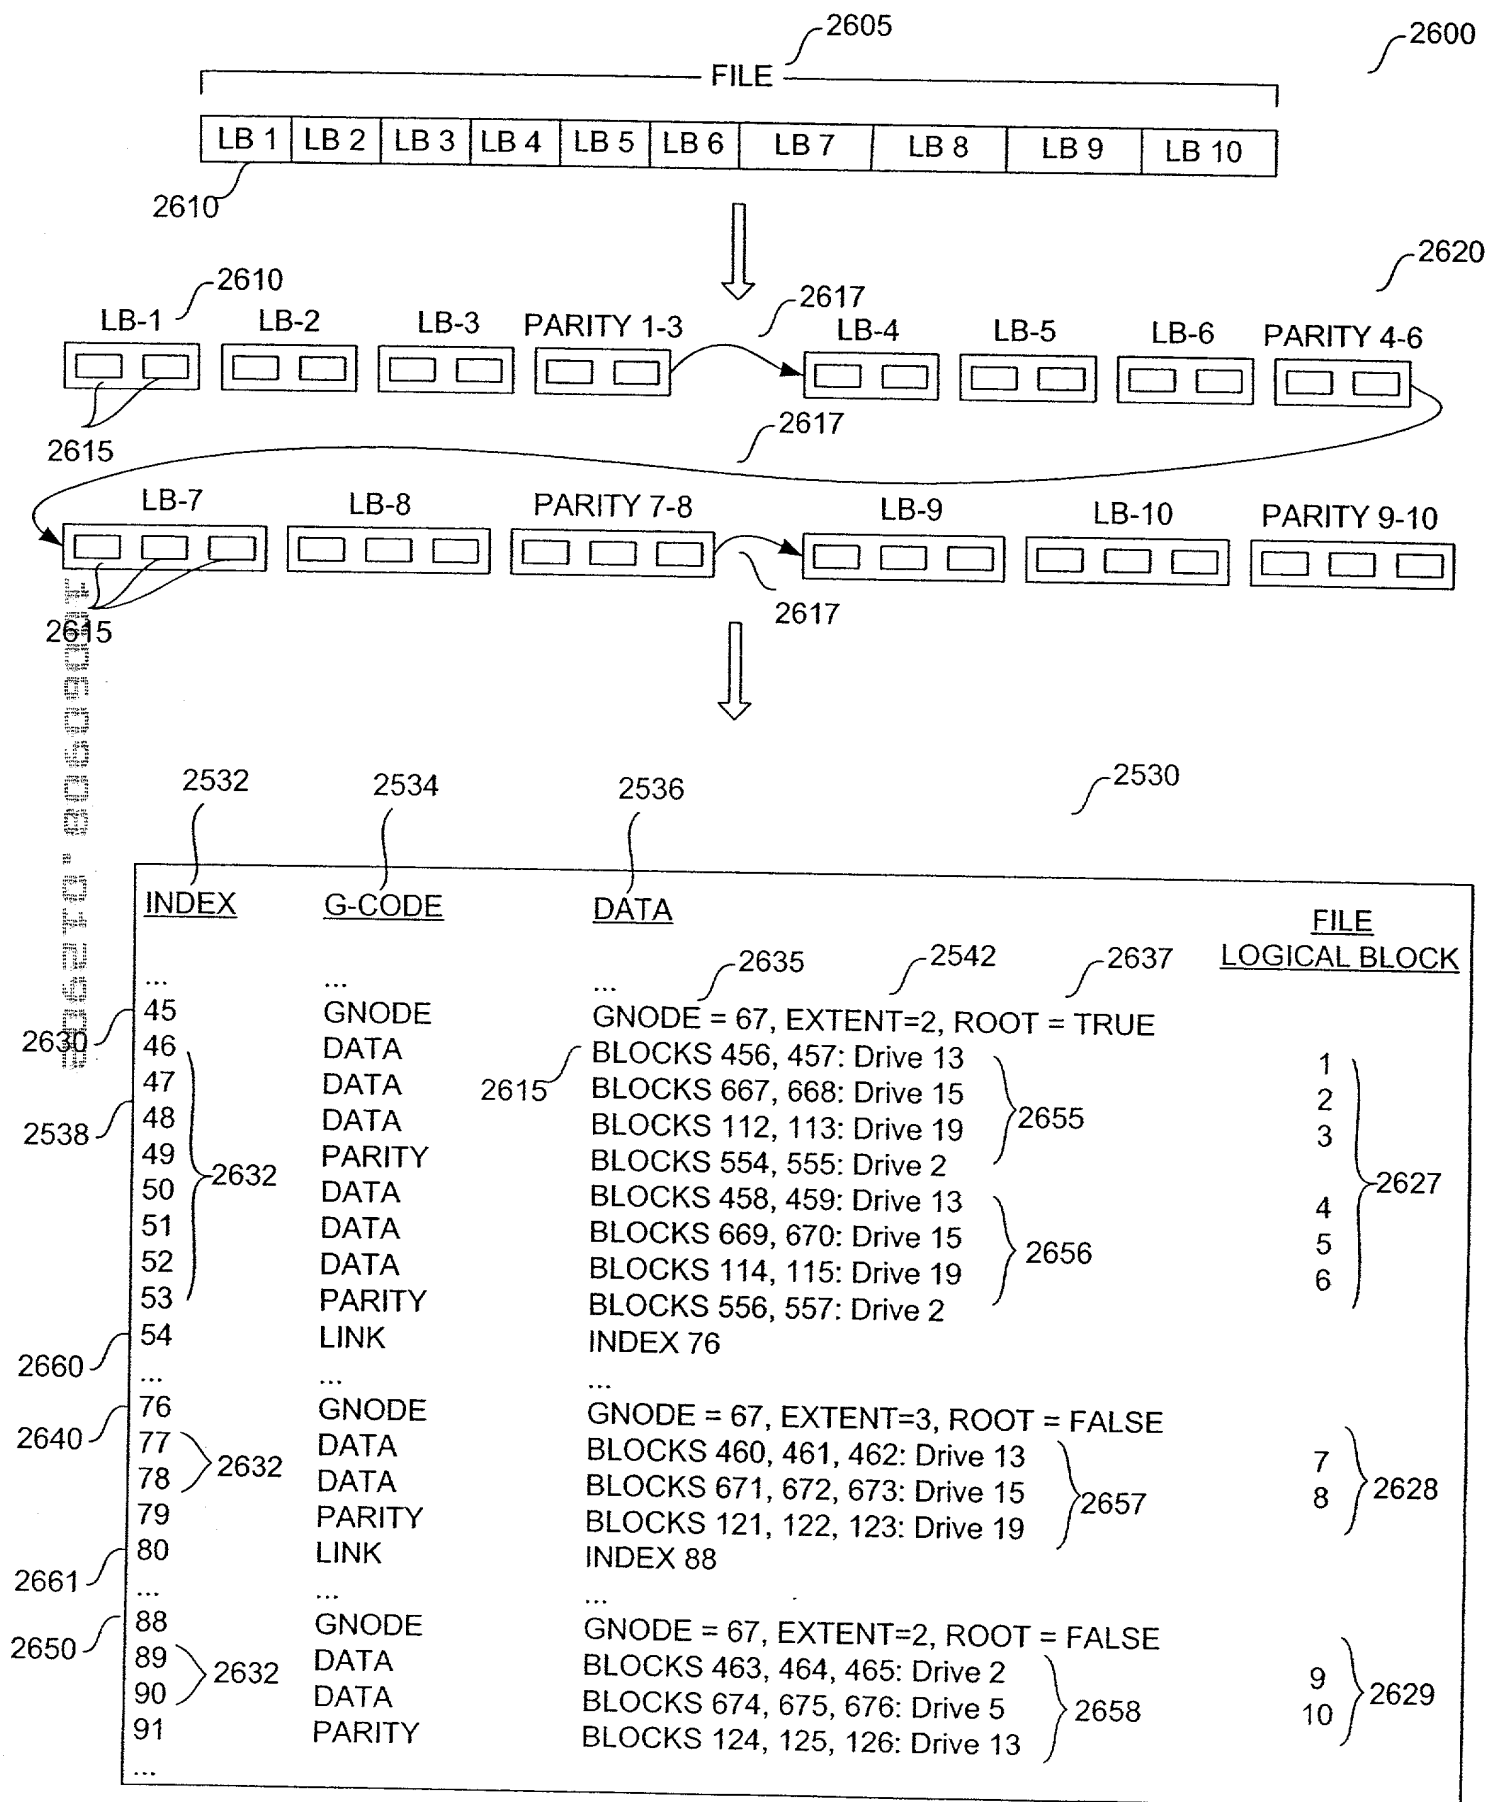 2605
2600
FILE
LB 1 LB 2 LB 3 LB 4 LB 5 LB 6 LB 7 LB 8 LB 9 LB 10
2610
2620
2610
2617
LB-1 LB-2 LB-3 PARITY 1-3 LB-4 LB-5 LB-6 PARITY 4-6
2615
2617
LB-7 LB-8 PARITY 7-8 LB-9 LB-10 PARITY 9-10
2615
2617
2532 2534 2536 2530
INDEX G-CODE DATA FILE LOGICAL BLOCK
2635 2542 2637
... ... ...
45 GNODE GNODE = 67, EXTENT=2, ROOT = TRUE
2630
46 DATA BLOCKS 456, 457: Drive 13 1
2615
47 DATA BLOCKS 667, 668: Drive 15 2
2655
48 DATA BLOCKS 112, 113: Drive 19 3
2538
49 PARITY BLOCKS 554, 555: Drive 2
2632
2627
50 DATA BLOCKS 458, 459: Drive 13 4
51 DATA BLOCKS 669, 670: Drive 15 5
2656
52 DATA BLOCKS 114, 115: Drive 19 6
53 PARITY BLOCKS 556, 557: Drive 2
54 LINK INDEX 76
2660
... ... ...
76 GNODE GNODE = 67, EXTENT=3, ROOT = FALSE
2640
77 DATA BLOCKS 460, 461, 462: Drive 13 7
2632
2628
78 DATA BLOCKS 671, 672, 673: Drive 15 8
2657
79 PARITY BLOCKS 121, 122, 123: Drive 19
80 LINK INDEX 88
2661
... ... ...
88 GNODE GNODE = 67, EXTENT=2, ROOT = FALSE
2650
89 DATA BLOCKS 463, 464, 465: Drive 2 9
2632
2629
90 DATA BLOCKS 674, 675, 676: Drive 5 10
2658
91 PARITY BLOCKS 124, 125, 126: Drive 13
...